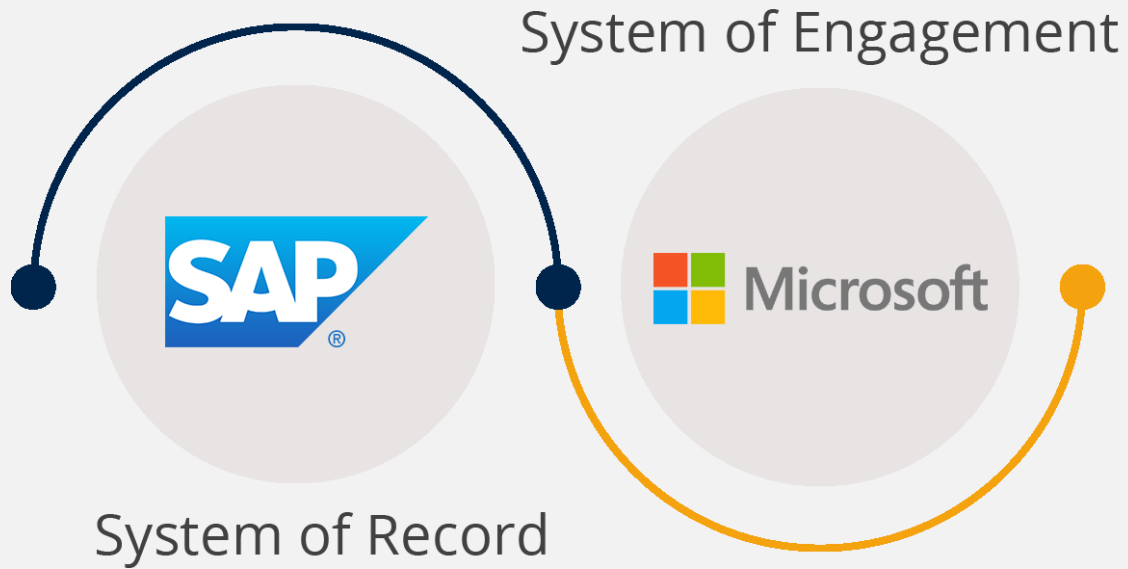 System of Engagement
SAP
®
Microsoft
System of Record